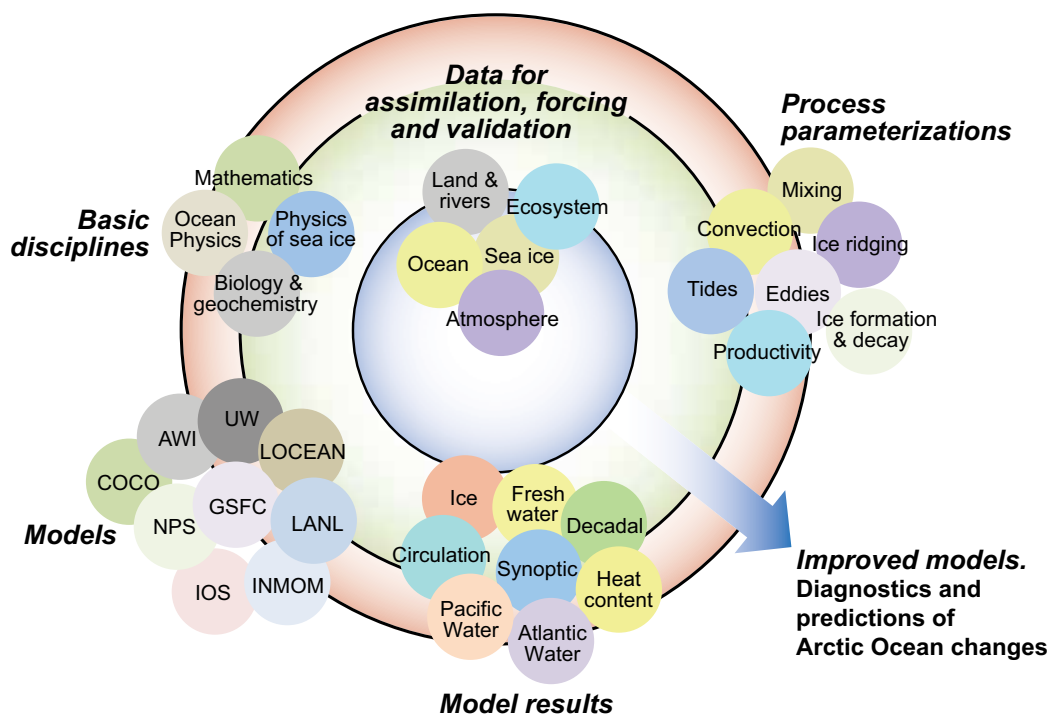 Data for
assimilation, forcing
and validation
Land &
rivers
Ecosystem
Ocean
Sea ice
Atmosphere
Process
parameterizations
Mixing
Convection
Ice ridging
Tides
Eddies
Ice formation
& decay
Productivity
Basic
disciplines
Mathematics
Ocean
Physics
Physics
of sea ice
Biology &
geochemistry
Models
UW
AWI
LOCEAN
COCO
GSFC
NPS
LANL
IOS
INMOM
Ice
Fresh
water
Decadal
Circulation
Synoptic
Heat
content
Pacific
Water
Atlantic
Water
Model results
Improved models.
Diagnostics and
predictions of
Arctic Ocean changes